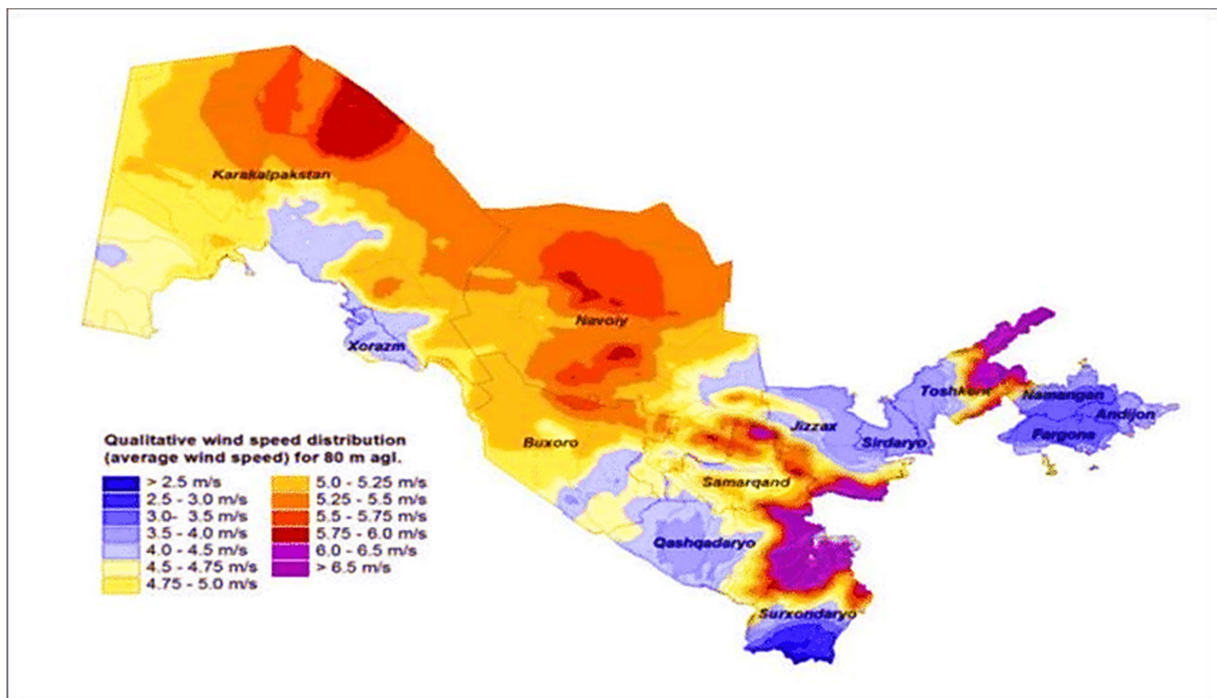 Karakalpakstan
Navoiy
Xorazm
Toshkent
Namangan
Andijon
Fargona
Buxoro
Jizzax
Sirdaryo
Samarqand
Qashqadaryo
Surxondaryo
Qualitative wind speed distribution
(average wind speed) for 80 m agl.
> 2.5 m/s
2.5 - 3.0 m/s
3.0- 3.5 m/s
3.5 - 4.0 m/s
4.0 - 4.5 m/s
4.5 - 4.75 m/s
4.75 - 5.0 m/s
5.0 - 5.25 m/s
5.25 - 5.5 m/s
5.5 - 5.75 m/s
5.75 - 6.0 m/s
6.0 - 6.5 m/s
> 6.5 m/s